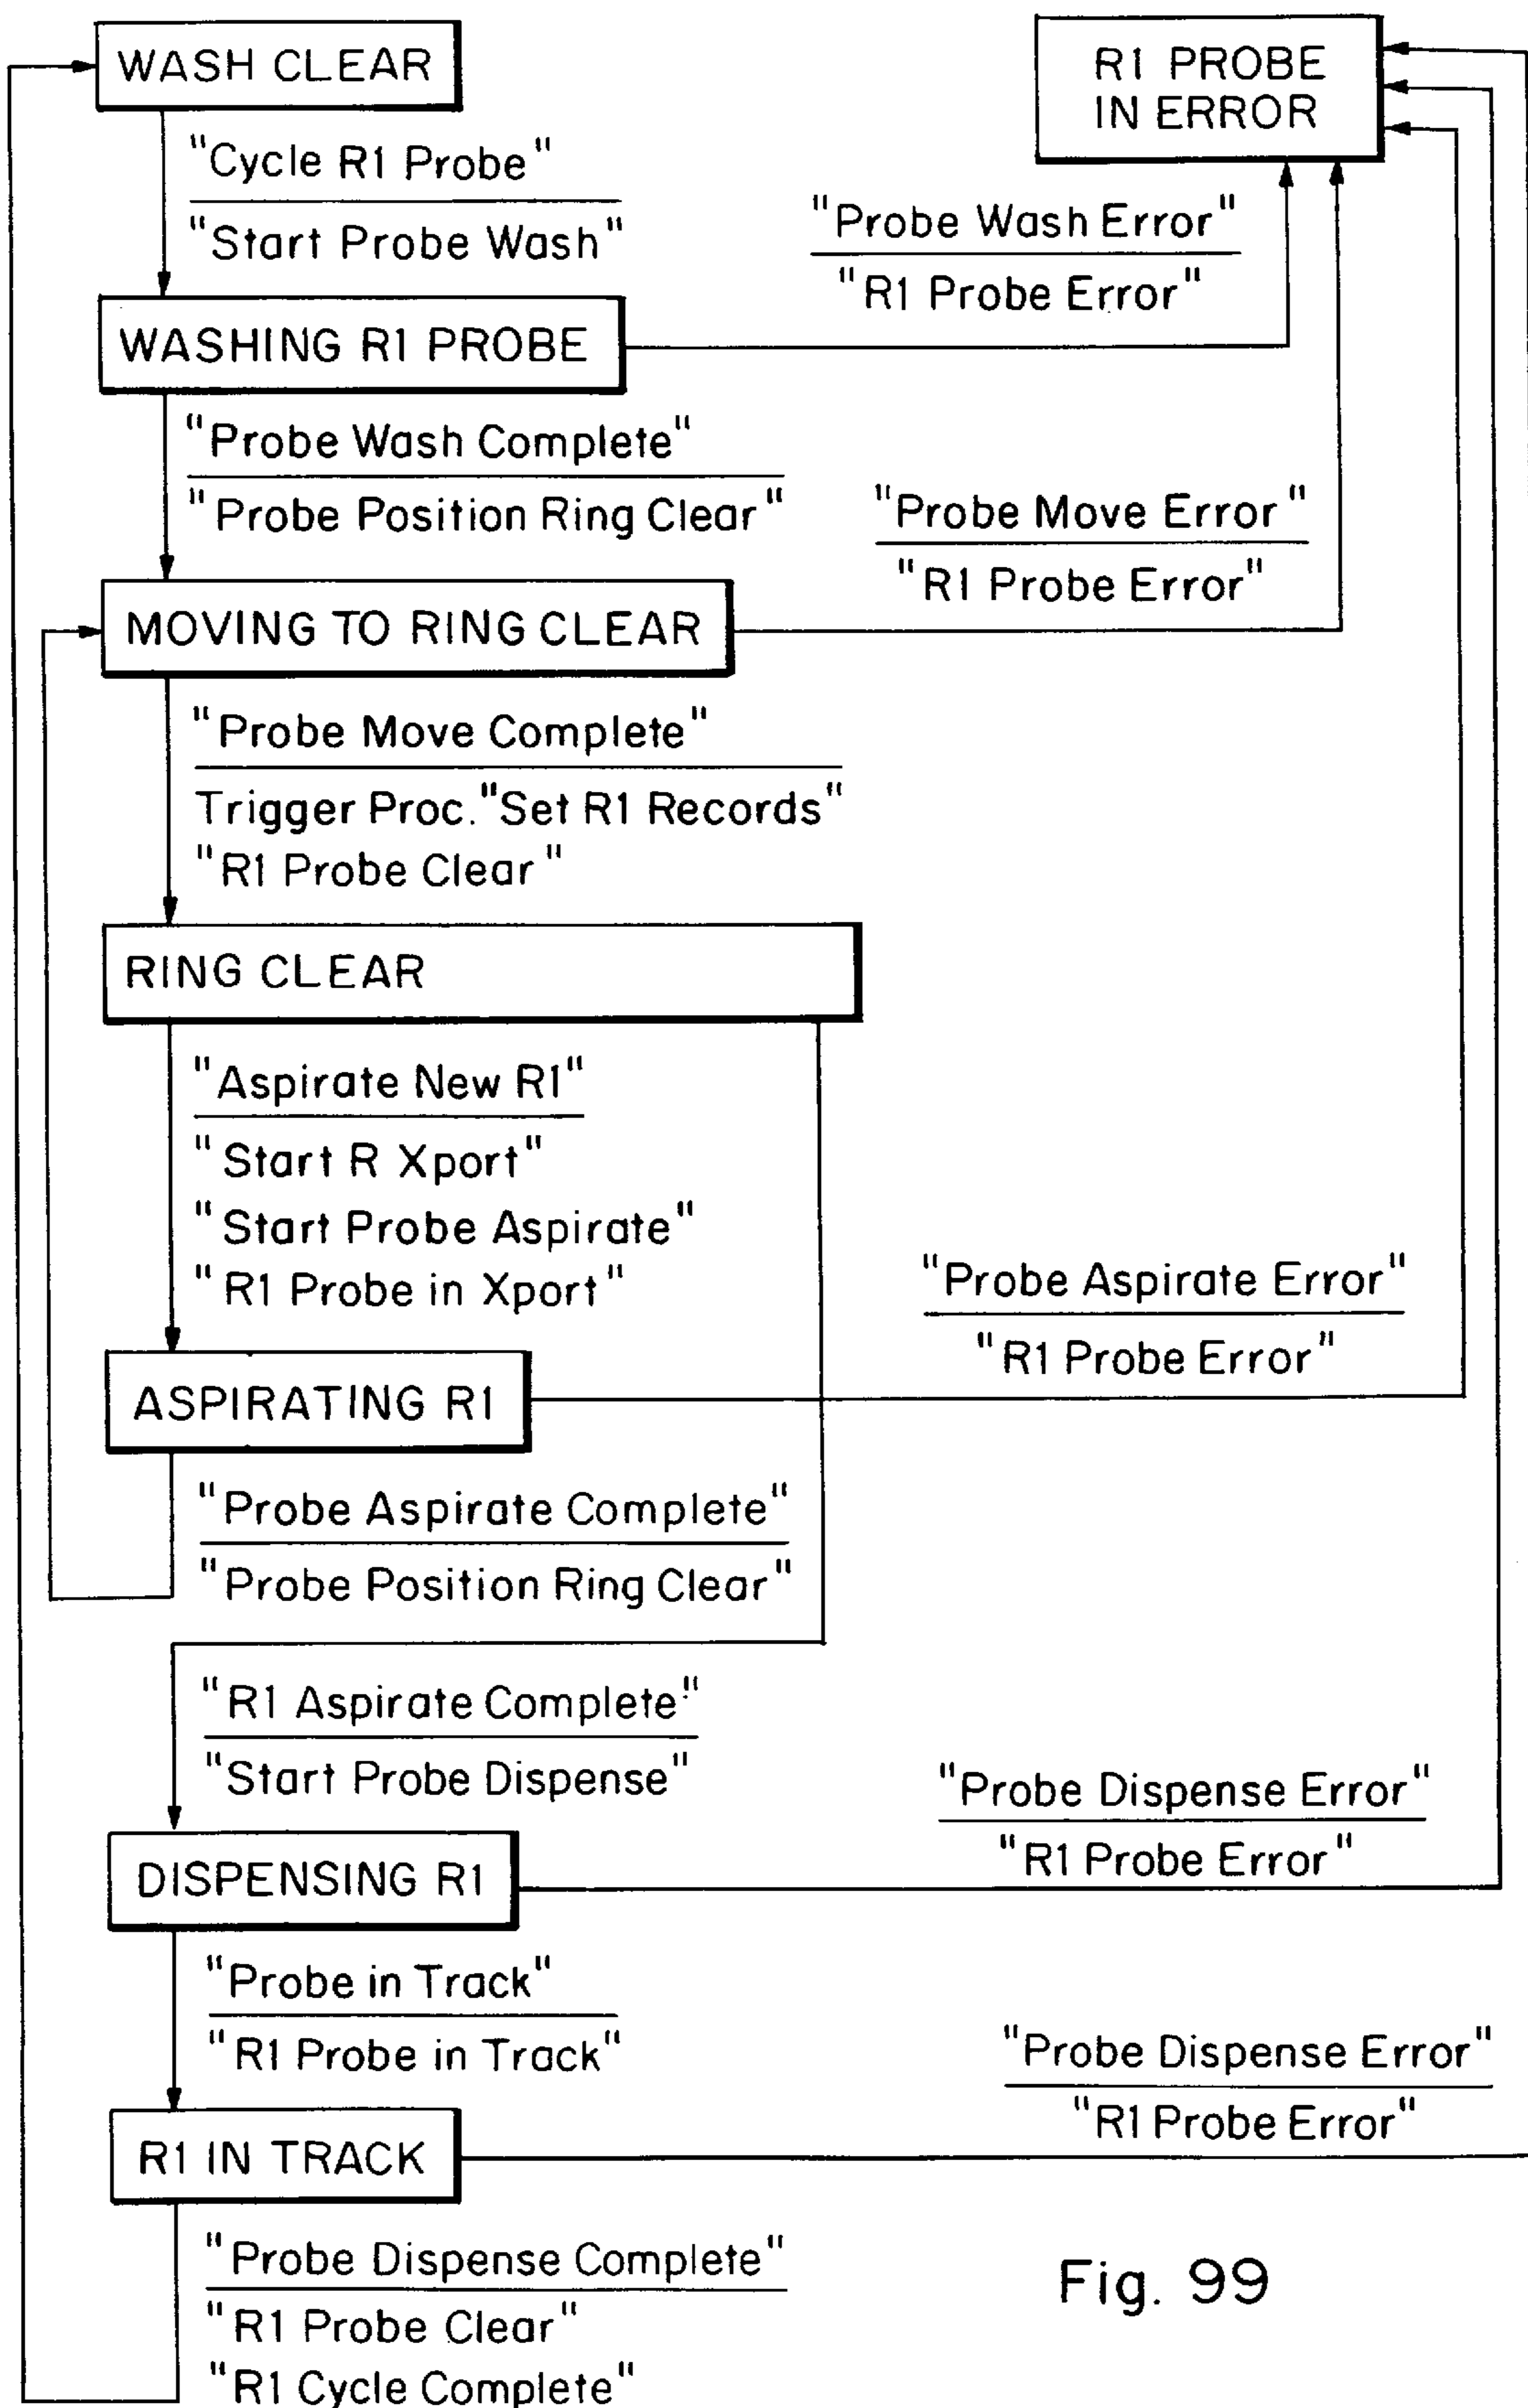 WASH CLEAR
R1 PROBE
IN ERROR
"Cycle R1 Probe"
"Start Probe Wash"
"Probe Wash Error"
"R1 Probe Error"
WASHING R1 PROBE
"Probe Wash Complete"
"Probe Position Ring Clear"
"Probe Move Error"
"R1 Probe Error"
MOVING TO RING CLEAR
"Probe Move Complete"
Trigger Proc."Set R1 Records"
"R1 Probe Clear"
RING CLEAR
"Aspirate New R1"
"Start R Xport"
"Start Probe Aspirate"
"R1 Probe in Xport"
"Probe Aspirate Error"
"R1 Probe Error"
ASPIRATING R1
"Probe Aspirate Complete"
"Probe Position Ring Clear"
"R1 Aspirate Complete"
"Start Probe Dispense"
"Probe Dispense Error"
"R1 Probe Error"
DISPENSING R1
"Probe in Track"
"R1 Probe in Track"
"Probe Dispense Error"
"R1 Probe Error"
R1 IN TRACK
"Probe Dispense Complete"
"R1 Probe Clear"
"R1 Cycle Complete"
Fig. 99